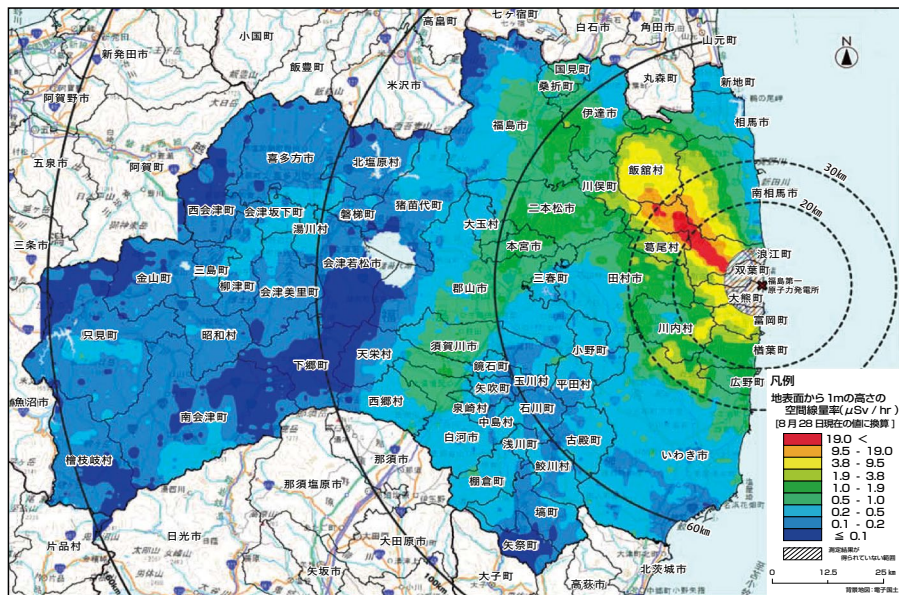 高畠町
七ヶ宿町
白石市
角田市
山元町
新発田市
小国町
飯豊町
米沢市
国見町
丸森町
桑折町
新地町
N
阿賀野市
福島市
伊達市
相馬市
五泉市
阿賀町
喜多方市
北塩原村
飯舘村
30km
川俣町
南相馬市
西会津町
会津坂下町
磐梯町
猪苗代町
二本松市
20km
湯川村
大玉村
三条市
本宮市
葛尾村
浪江町
三島町
会津若松市
双葉町
金山町
柳津町
会津美里町
郡山市
三春町
田村市
福島第一
原子力発電所
大熊町
只見町
昭和村
川内村
富岡町
須賀川市
小野町
楢葉町
下郷町
天栄村
鏡石町
玉川村
平田村
広野町
魚沼市
西郷村
矢吹町
南会津町
泉崎村
石川町
中島村
古殿町
檜枝岐村
那須市
白河市
浅川町
いわき市
那須塩原市
棚倉町
鮫川村
塙町
片品村
日光市
大田原市
矢祭町
60km
矢坂市
大子町
高萩市
北茨城市
160km
100km
凡例
地表面から1mの高さの
空間線量率(μSv / hr)
[8月28日現在の値に換算]
19.0 <
9.5 - 19.0
3.8 - 9.5
1.9 - 3.8
1.0 - 1.9
0.5 - 1.0
0.2 - 0.5
0.1 - 0.2
≦ 0.1
測定結果が
得られていない範囲
0 12.5 25 km
背景地図：電子国土